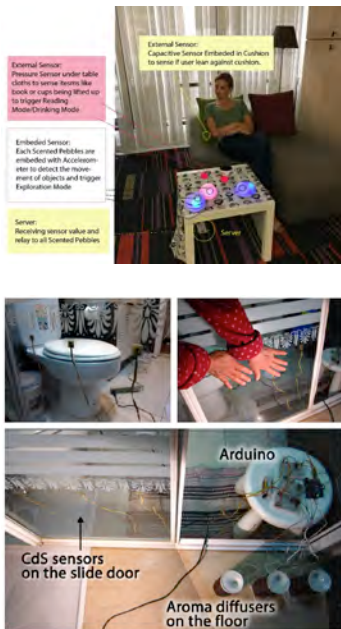 External Sensor:
Capacitive Sensor Embeded in Cushion
to sense if user lean against cushion.
External Sensor:
Pressure Sensor under table
cloths to sense items like
book or cups being lifted up
to trigger Reading
Mode/Drinking Mode
Embeded Sensor:
Each Scented Pebbles are
embeded with Accelerom-
eter to detect the move-
ment of objects and trigger
Exploration Mode
Server:
Receiving sensor value and
relay to all Scented Pebbles
Server
Arduino
CdS sensors
on the slide door
Aroma diffusers
on the floor